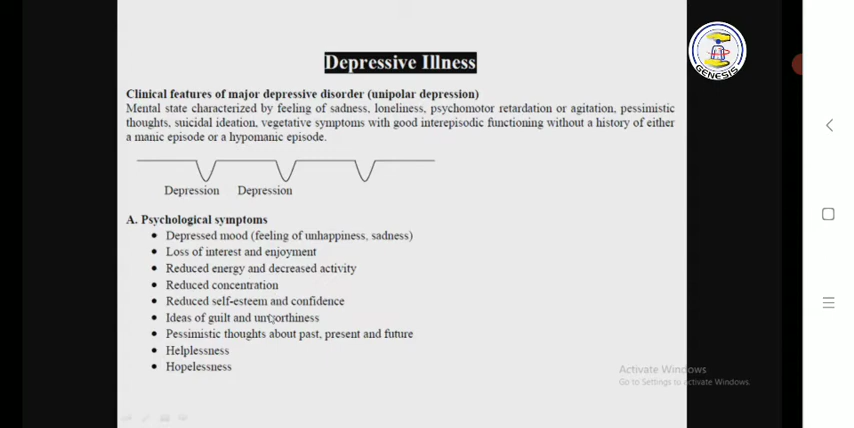 GENESIS
Depressive Illness
Clinical features of major depressive disorder (unipolar depression)
Mental state characterized by feeling of sadness, loneliness, psychomotor retardation or agitation, pessimistic
thoughts, suicidal ideation, vegetative symptoms with good interepisodic functioning without a history of either
a manic episode or a hypomanic episode.
Depression Depression
A. Psychological symptoms
• Depressed mood (feeling of unhappiness, sadness)
• Loss of interest and enjoyment
• Reduced energy and decreased activity
• Reduced concentration
• Reduced self-esteem and confidence
• Ideas of guilt and unworthiness
• Pessimistic thoughts about past, present and future
• Helplessness
• Hopelessness
Activate Windows
Go to Settings to activate Windows.